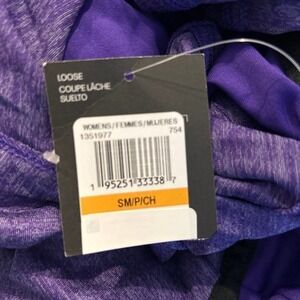 LOOSE
COUPE LÂCHE
SUELTO
WOMENS/FEMMES/MUJERES
1351977 754
1 95251 33338 7
SM/P/CH